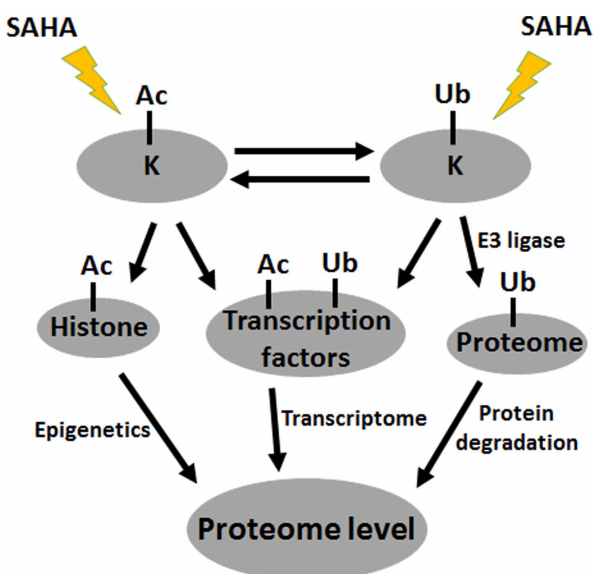 SAHA
SAHA
Ac
Ub
K
K
E3 ligase
Ac
Ac
Ub
Ub
Histone
Transcription
factors
Proteome
Epigenetics
Transcriptome
Protein
degradation
Proteome level